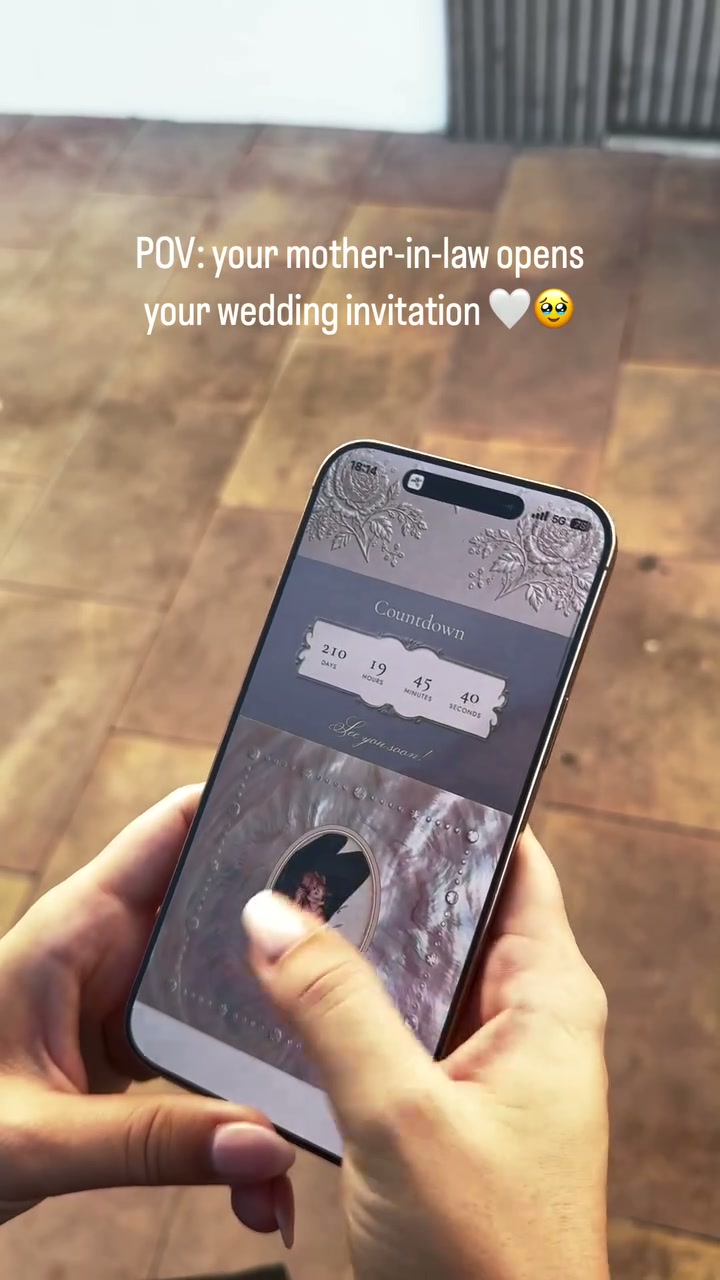 POV: your mother-in-law opens
your wedding invitation 🤍🥹
18:14
5G 28
Countdown
210 19 45 40
DAYS HOURS MINUTES SECONDS
See you soon!